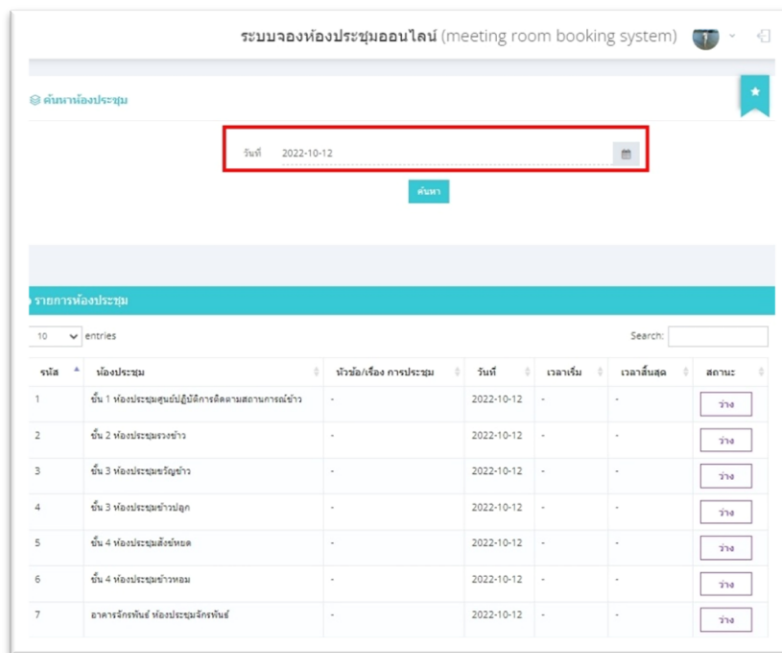 ระบบจองห้องประชุมออนไลน์ (meeting room booking system)
ค้นหาห้องประชุม
วันที่ 2022-10-12
ค้นหา
รายการห้องประชุม
10 entries Search:
รหัส ห้องประชุม หัวข้อ/เรื่อง การประชุม วันที่ เวลาเริ่ม เวลาสิ้นสุด สถานะ
1 ชั้น 1 ห้องประชุมศูนย์ปฏิบัติการติดตามสถานการณ์ข้าว - 2022-10-12 - - ว่าง
2 ชั้น 2 ห้องประชุมรวงข้าว - 2022-10-12 - - ว่าง
3 ชั้น 3 ห้องประชุมขวัญข้าว - 2022-10-12 - - ว่าง
4 ชั้น 3 ห้องประชุมข้าวปลูก - 2022-10-12 - - ว่าง
5 ชั้น 4 ห้องประชุมสังข์หยด - 2022-10-12 - - ว่าง
6 ชั้น 4 ห้องประชุมข้าวหอม - 2022-10-12 - - ว่าง
7 อาคารจักรพันธ์ ห้องประชุมจักรพันธ์ - 2022-10-12 - - ว่าง